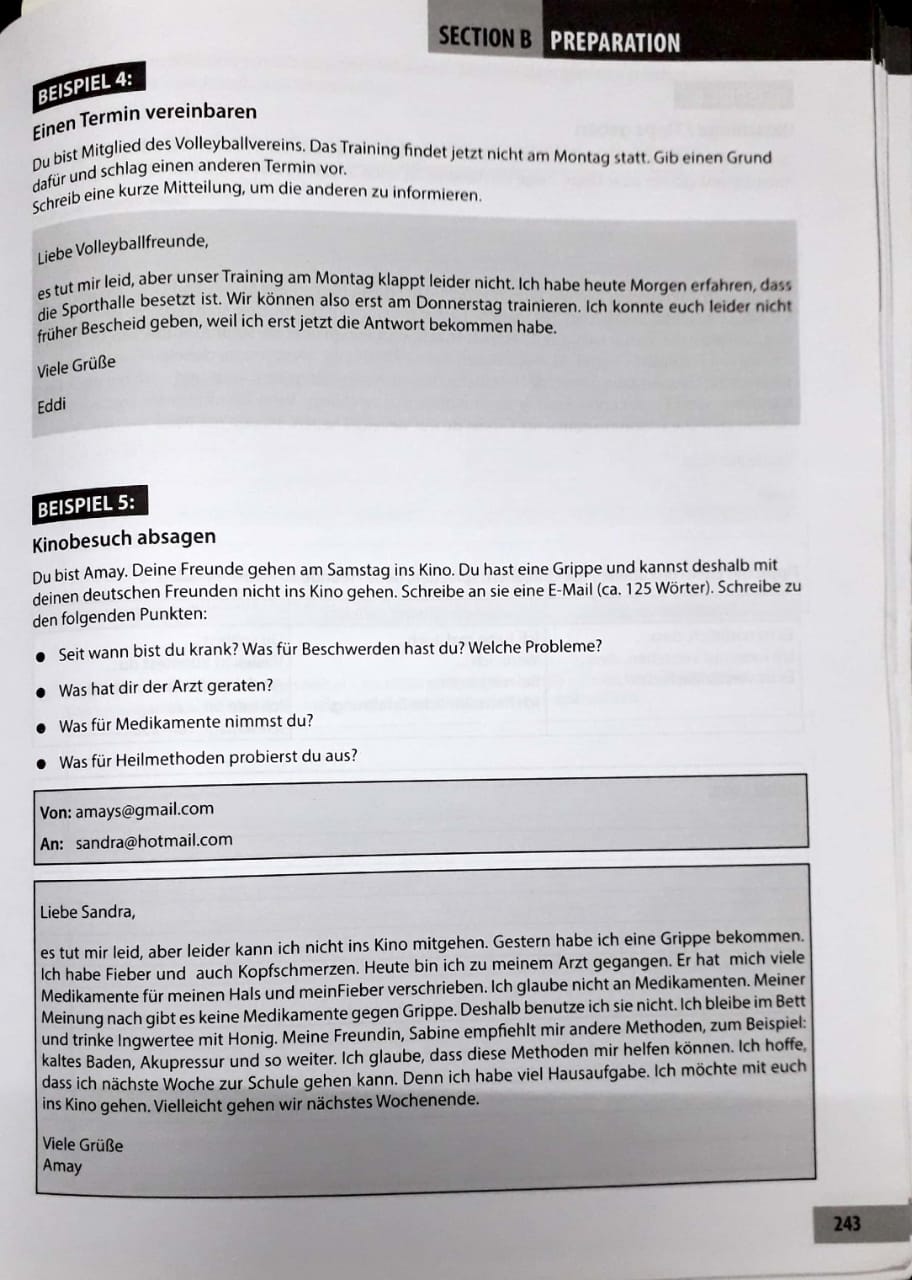 SECTION B PREPARATION
BEISPIEL 4:
Einen Termin vereinbaren
Du bist Mitglied des Volleyballvereins. Das Training findet jetzt nicht am Montag statt. Gib einen Grund
dafür und schlag einen anderen Termin vor.
Schreib eine kurze Mitteilung, um die anderen zu informieren.
Liebe Volleyballfreunde,
es tut mir leid, aber unser Training am Montag klappt leider nicht. Ich habe heute Morgen erfahren, dass
die Sporthalle besetzt ist. Wir können also erst am Donnerstag trainieren. Ich konnte euch leider nicht
früher Bescheid geben, weil ich erst jetzt die Antwort bekommen habe.
Viele Grüße
Eddi
BEISPIEL 5:
Kinobesuch absagen
Du bist Amay. Deine Freunde gehen am Samstag ins Kino. Du hast eine Grippe und kannst deshalb mit
deinen deutschen Freunden nicht ins Kino gehen. Schreibe an sie eine E-Mail (ca. 125 Wörter). Schreibe zu
den folgenden Punkten:
● Seit wann bist du krank? Was für Beschwerden hast du? Welche Probleme?
● Was hat dir der Arzt geraten?
● Was für Medikamente nimmst du?
● Was für Heilmethoden probierst du aus?
Von: amays@gmail.com
An: sandra@hotmail.com
Liebe Sandra,
es tut mir leid, aber leider kann ich nicht ins Kino mitgehen. Gestern habe ich eine Grippe bekommen.
Ich habe Fieber und auch Kopfschmerzen. Heute bin ich zu meinem Arzt gegangen. Er hat mich viele
Medikamente für meinen Hals und meinFieber verschrieben. Ich glaube nicht an Medikamenten. Meiner
Meinung nach gibt es keine Medikamente gegen Grippe. Deshalb benutze ich sie nicht. Ich bleibe im Bett
und trinke Ingwertee mit Honig. Meine Freundin, Sabine empfiehlt mir andere Methoden, zum Beispiel:
kaltes Baden, Akupressur und so weiter. Ich glaube, dass diese Methoden mir helfen können. Ich hoffe,
dass ich nächste Woche zur Schule gehen kann. Denn ich habe viel Hausaufgabe. Ich möchte mit euch
ins Kino gehen. Vielleicht gehen wir nächstes Wochenende.
Viele Grüße
Amay
243